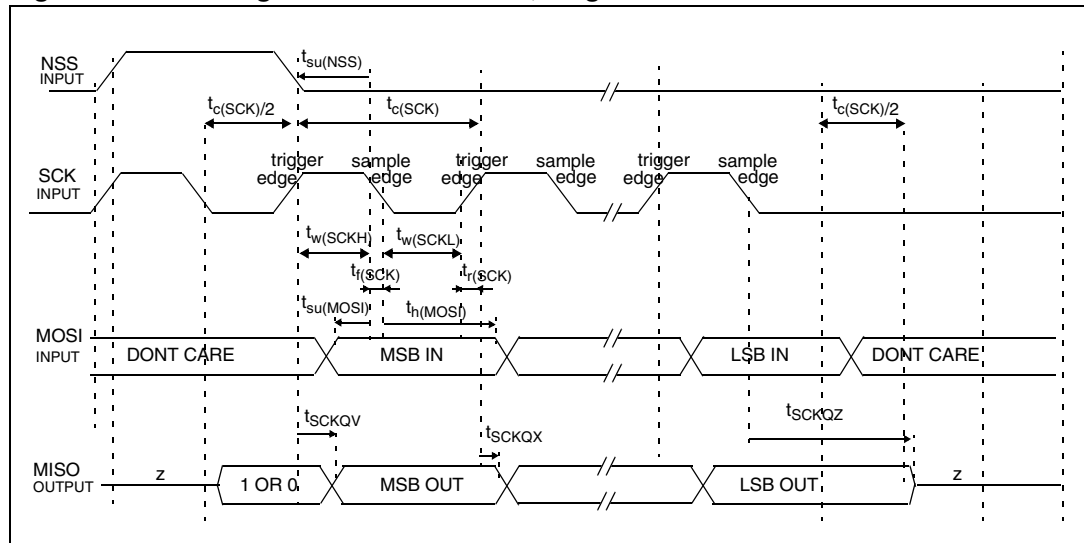 NSS
INPUT
tsu(NSS)
tc(SCK)/2
tc(SCK)
tc(SCK)/2
SCK
INPUT
trigger
edge
sample
edge
trigger
edge
sample
edge
trigger
edge
sample
edge
tw(SCKH)
tw(SCKL)
tf(SCK)
tr(SCK)
tsu(MOSI)
th(MOSI)
MOSI
INPUT
DONT CARE
MSB IN
LSB IN
DONT CARE
tSCKQV
tSCKQX
tSCKQZ
MISO
OUTPUT
z
1 OR 0
MSB OUT
LSB OUT
z